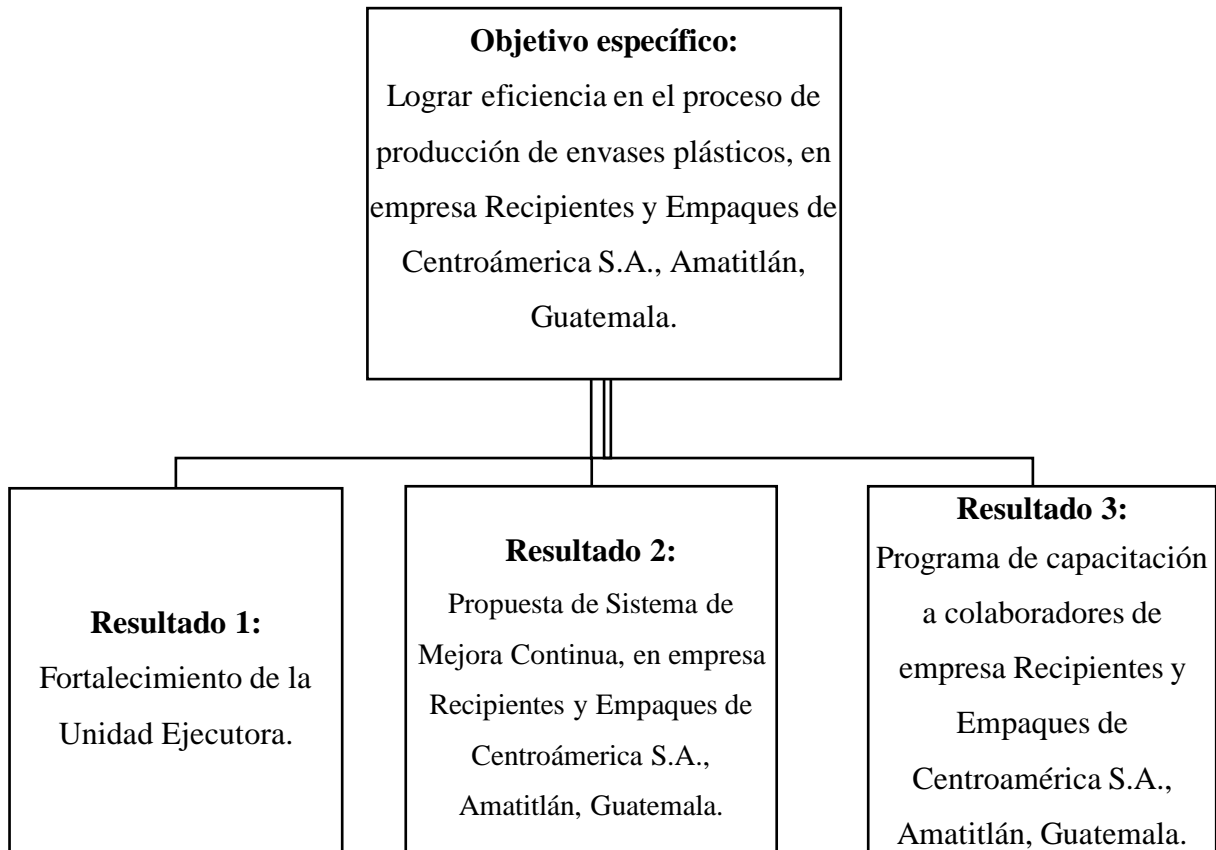 Objetivo específico:
Lograr eficiencia en el proceso de
producción de envases plásticos, en
empresa Recipientes y Empaques de
Centroámerica S.A., Amatitlán,
Guatemala.
Resultado 1:
Fortalecimiento de la
Unidad Ejecutora.
Resultado 2:
Propuesta de Sistema de
Mejora Continua, en empresa
Recipientes y Empaques de
Centroámerica S.A.,
Amatitlán, Guatemala.
Resultado 3:
Programa de capacitación
a colaboradores de
empresa Recipientes y
Empaques de
Centroamérica S.A.,
Amatitlán, Guatemala.